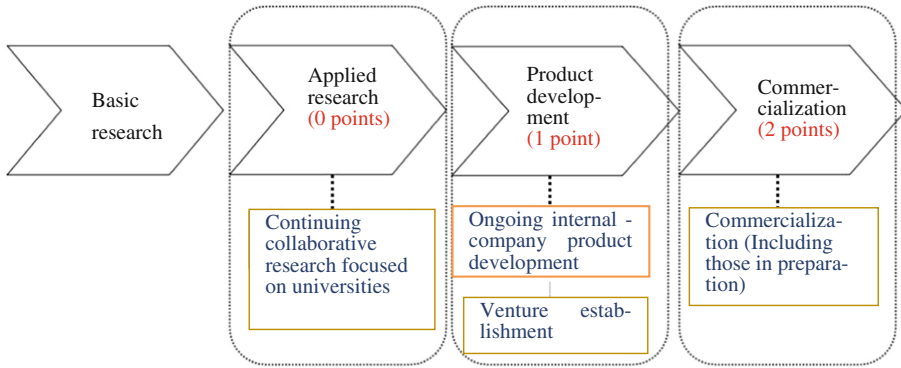 Basic
research
Applied
research
(0 points)
Product
develop-
ment
(1 point)
Commer-
cialization
(2 points)
Continuing
collaborative
research focused
on universities
Ongoing internal -
company product
development
Venture estab-
lishment
Commercializa-
tion (Including
those in prepara-
tion)